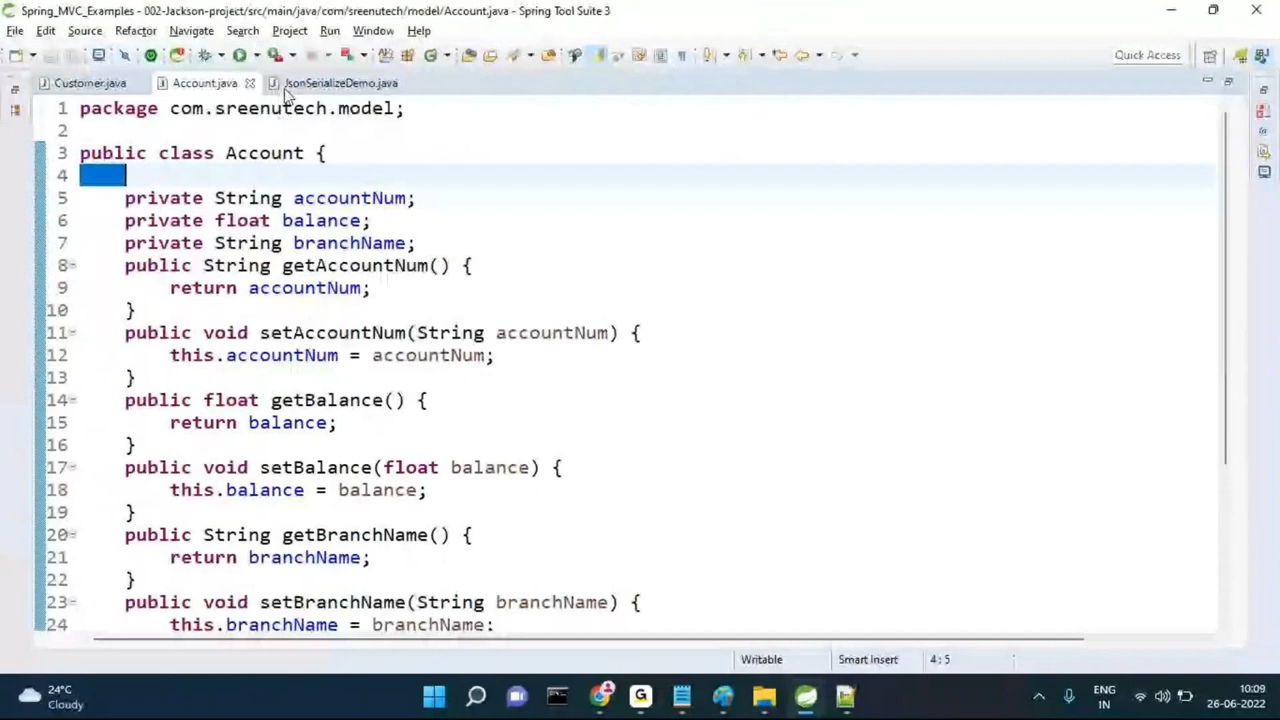 Spring_MVC_Examples - 002-Jackson-project/src/main/java/com/sreenutech/model/Account.java - Spring Tool Suite 3
File Edit Source Refactor Navigate Search Project Run Window Help
Quick Access
Customer.java Account.java JsonSerializeDemo.java
1 package com.sreenutech.model;
2
3 public class Account {
4
5 private String accountNum;
6 private float balance;
7 private String branchName;
8 public String getAccountNum() {
9 return accountNum;
10 }
11 public void setAccountNum(String accountNum) {
12 this.accountNum = accountNum;
13 }
14 public float getBalance() {
15 return balance;
16 }
17 public void setBalance(float balance) {
18 this.balance = balance;
19 }
20 public String getBranchName() {
21 return branchName;
22 }
23 public void setBranchName(String branchName) {
24 this.branchName = branchName;
Writable Smart Insert 4 : 5
24°C
Cloudy
ENG
IN
10:09
26-06-2022